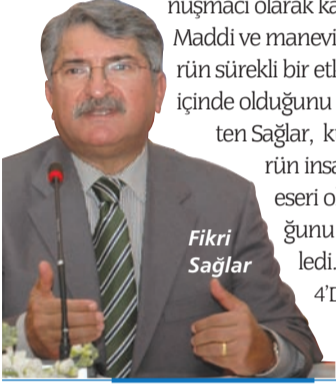 nuşmacı olarak ka
Maddi ve manevi
rün sürekli bir etl
içinde olduğunu
ten Sağlar, k
rün insa
eseri o
ğunu
ledi.
4'D
Fikri
Sağlar